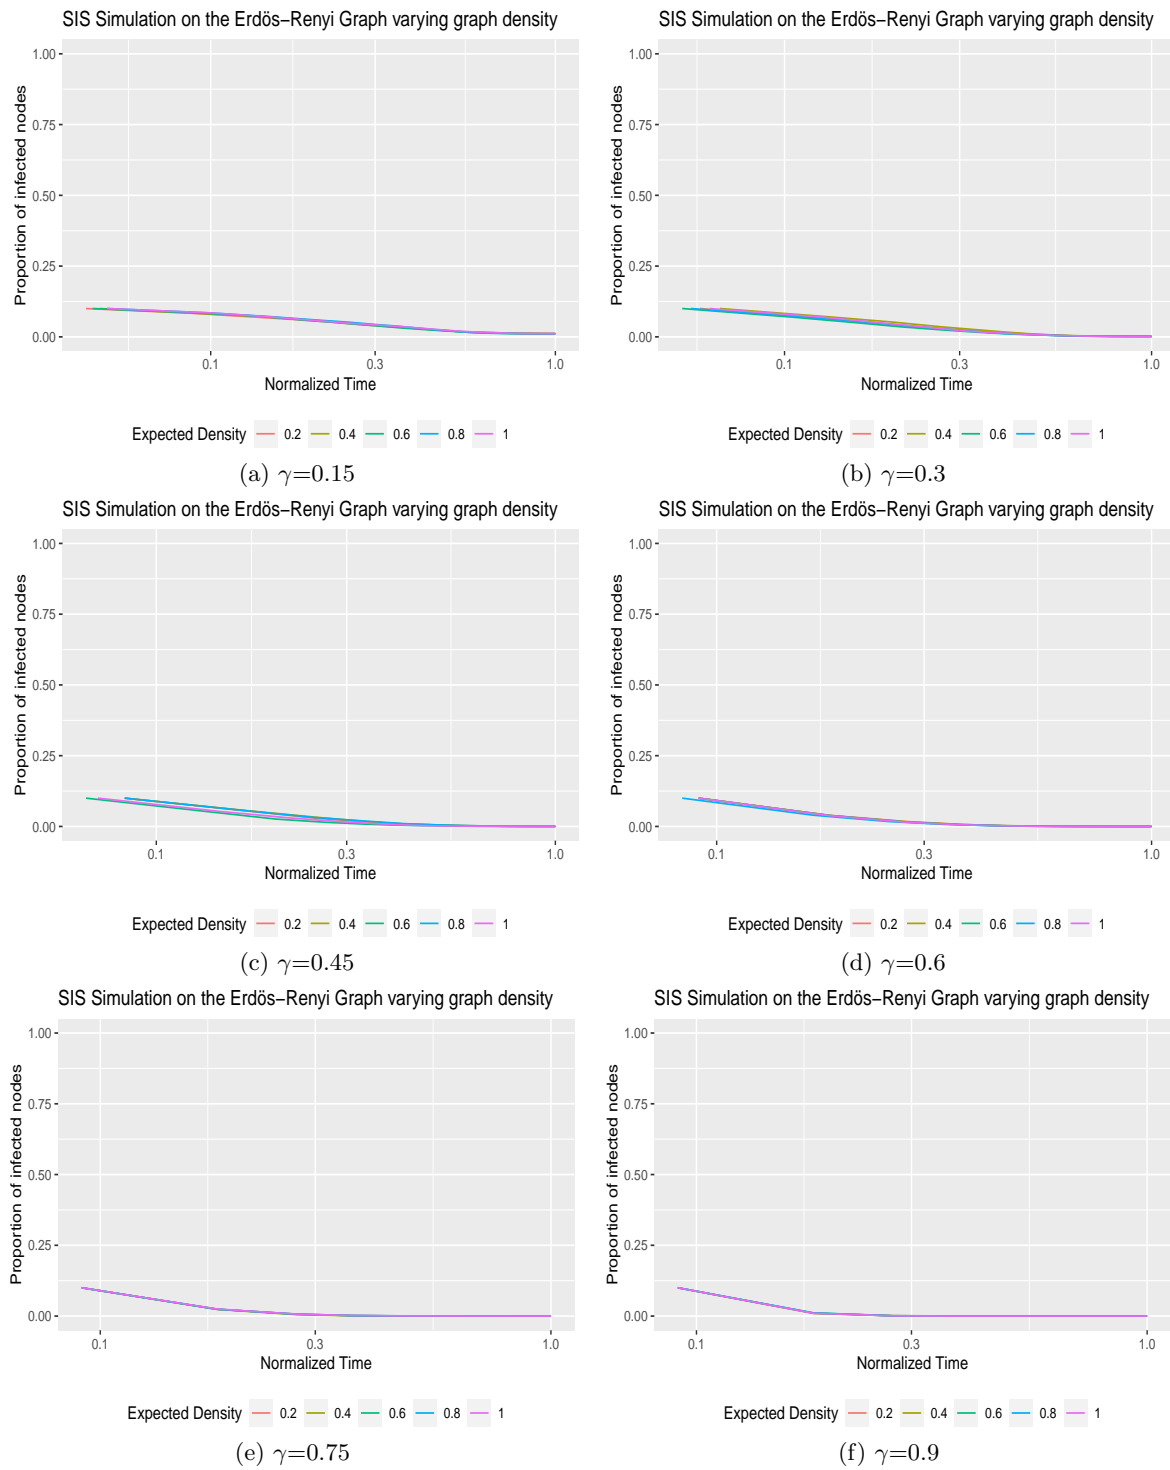 SIS Simulation on the Erdös−Renyi Graph varying graph density
Proportion of infected nodes
1.00
0.75
0.50
0.25
0.00
0.1 0.3 1.0
Normalized Time
Expected Density 0.2 0.4 0.6 0.8 1
(a) γ=0.15
SIS Simulation on the Erdös−Renyi Graph varying graph density
Proportion of infected nodes
1.00
0.75
0.50
0.25
0.00
0.1 0.3 1.0
Normalized Time
Expected Density 0.2 0.4 0.6 0.8 1
(b) γ=0.3
SIS Simulation on the Erdös−Renyi Graph varying graph density
Proportion of infected nodes
1.00
0.75
0.50
0.25
0.00
0.1 0.3 1.0
Normalized Time
Expected Density 0.2 0.4 0.6 0.8 1
(c) γ=0.45
SIS Simulation on the Erdös−Renyi Graph varying graph density
Proportion of infected nodes
1.00
0.75
0.50
0.25
0.00
0.1 0.3 1.0
Normalized Time
Expected Density 0.2 0.4 0.6 0.8 1
(d) γ=0.6
SIS Simulation on the Erdös−Renyi Graph varying graph density
Proportion of infected nodes
1.00
0.75
0.50
0.25
0.00
0.1 0.3 1.0
Normalized Time
Expected Density 0.2 0.4 0.6 0.8 1
(e) γ=0.75
SIS Simulation on the Erdös−Renyi Graph varying graph density
Proportion of infected nodes
1.00
0.75
0.50
0.25
0.00
0.1 0.3 1.0
Normalized Time
Expected Density 0.2 0.4 0.6 0.8 1
(f) γ=0.9